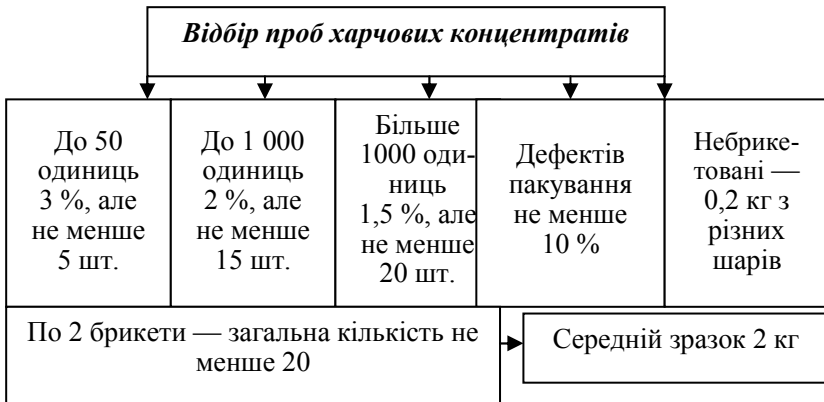 Відбір проб харчових концентратів
До 50
одиниць
3 %, але
не менше
5 шт.
До 1 000
одиниць
2 %, але
не менше
15 шт.
Більше
1000 оди-
ниць
1,5 %, але
не менше
20 шт.
Дефектів
пакування
не менше
10 %
Небрике-
товані —
0,2 кг з
різних
шарів
По 2 брикети — загальна кількість не
менше 20
Середній зразок 2 кг